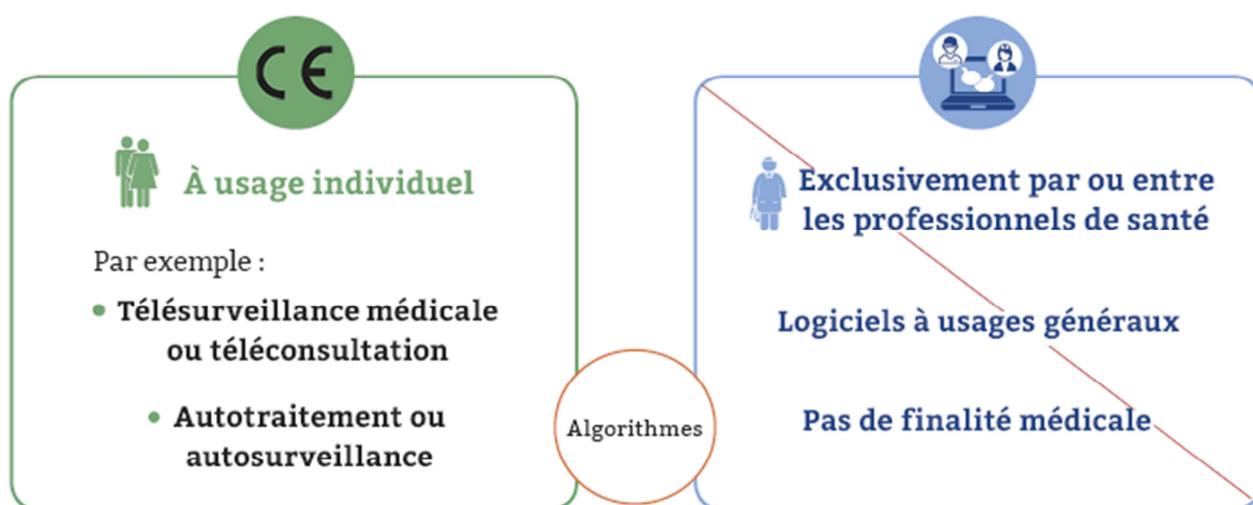 CE
À usage individuel
Par exemple :
• Télésurveillance médicale
ou téléconsultation
• Autotraitement ou
autosurveillance
Algorithmes
Exclusivement par ou entre
les professionnels de santé
Logiciels à usages généraux
Pas de finalité médicale